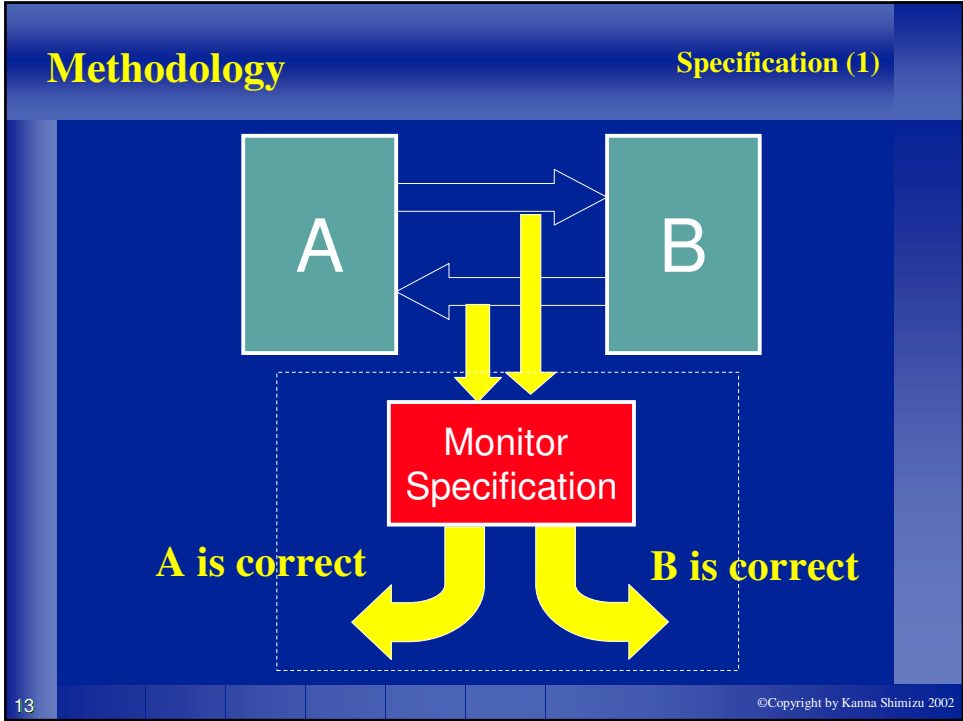 Methodology
Specification (1)
A
B
Monitor
Specification
A is correct
B is correct
13
©Copyright by Kanna Shimizu 2002